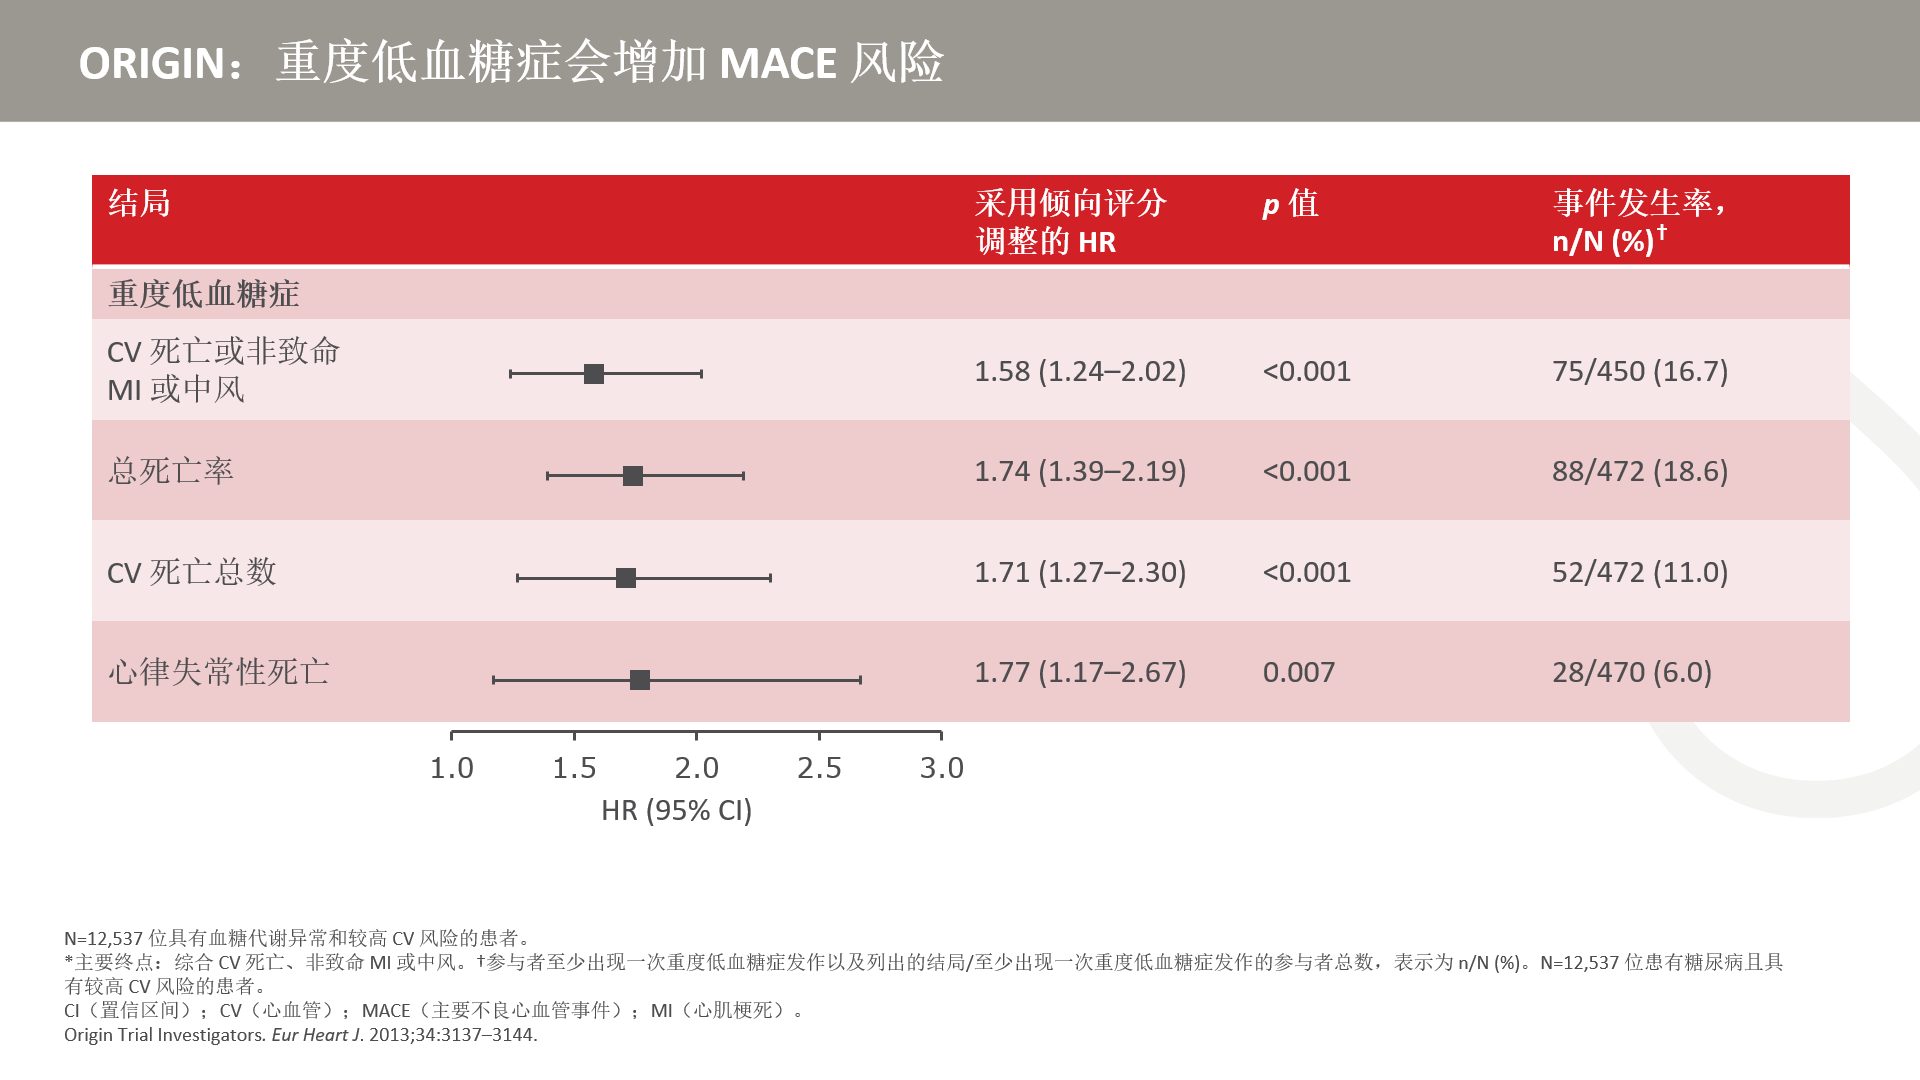 ORIGIN：重度低血糖症会增加 MACE 风险
结局
采用倾向评分
调整的 HR
p 值
事件发生率，
n/N (%)†
重度低血糖症
CV 死亡或非致命
MI 或中风
1.58 (1.24–2.02)
<0.001
75/450 (16.7)
总死亡率
1.74 (1.39–2.19)
<0.001
88/472 (18.6)
CV 死亡总数
1.71 (1.27–2.30)
<0.001
52/472 (11.0)
心律失常性死亡
1.77 (1.17–2.67)
0.007
28/470 (6.0)
1.0 1.5 2.0 2.5 3.0
HR (95% CI)
N=12,537 位具有血糖代谢异常和较高 CV 风险的患者。
*主要终点：综合 CV 死亡、非致命 MI 或中风。†参与者至少出现一次重度低血糖症发作以及列出的结局/至少出现一次重度低血糖症发作的参与者总数，表示为 n/N (%)。N=12,537 位患有糖尿病且具
有较高 CV 风险的患者。
CI（置信区间）；CV（心血管）；MACE（主要不良心血管事件）；MI（心肌梗死）。
Origin Trial Investigators. Eur Heart J. 2013;34:3137–3144.